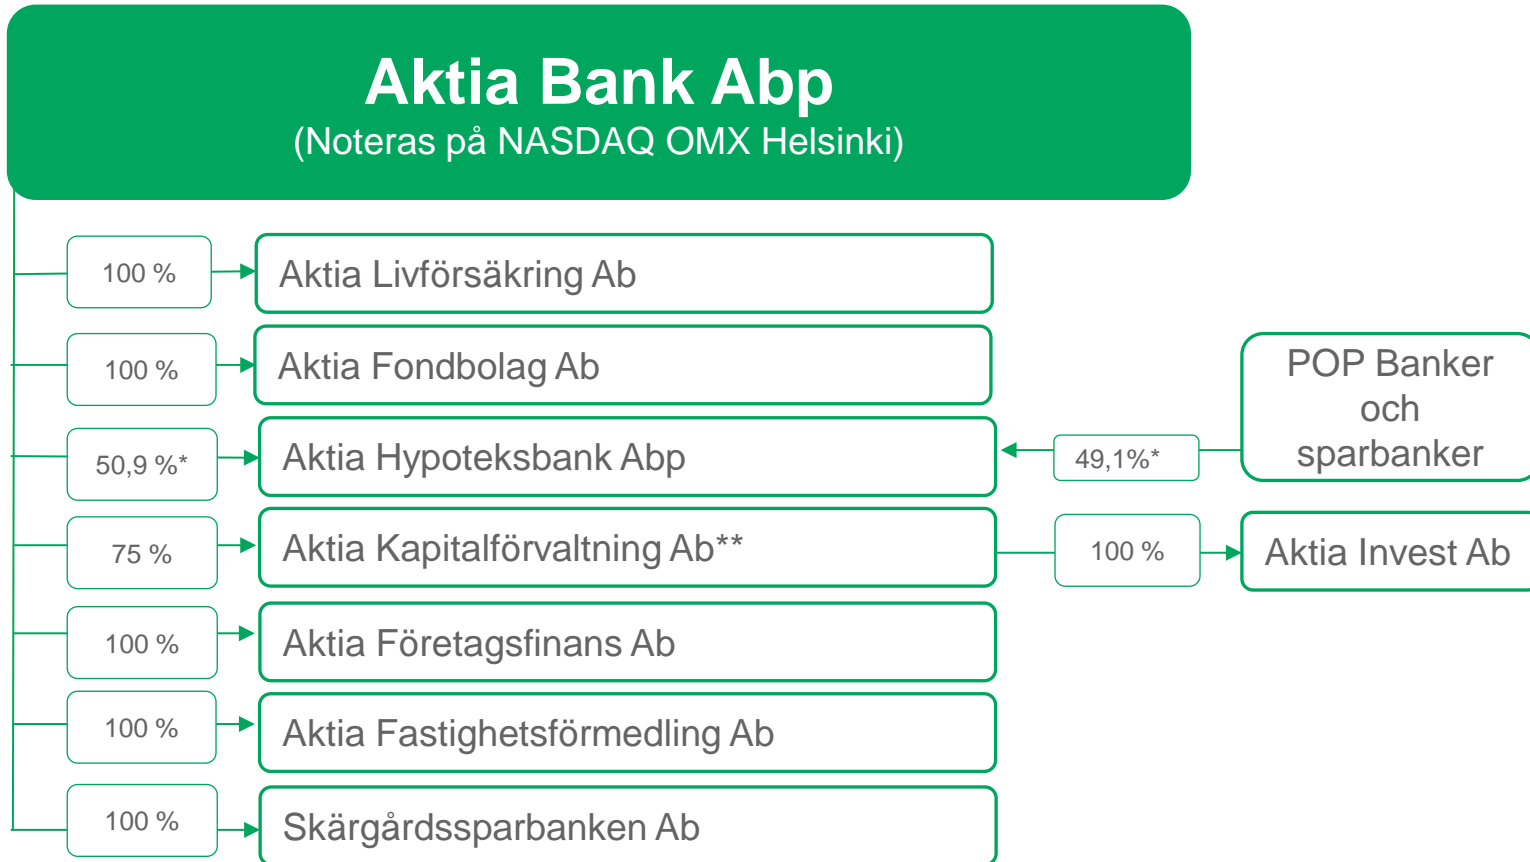 Aktia Bank Abp
(Noteras på NASDAQ OMX Helsinki)
100 %
Aktia Livförsäkring Ab
100 %
Aktia Fondbolag Ab
50,9 %*
Aktia Hypoteksbank Abp
49,1%*
POP Banker
och
sparbanker
75 %
Aktia Kapitalförvaltning Ab**
100 %
Aktia Invest Ab
100 %
Aktia Företagsfinans Ab
100 %
Aktia Fastighetsförmedling Ab
100 %
Skärgårdssparbanken Ab